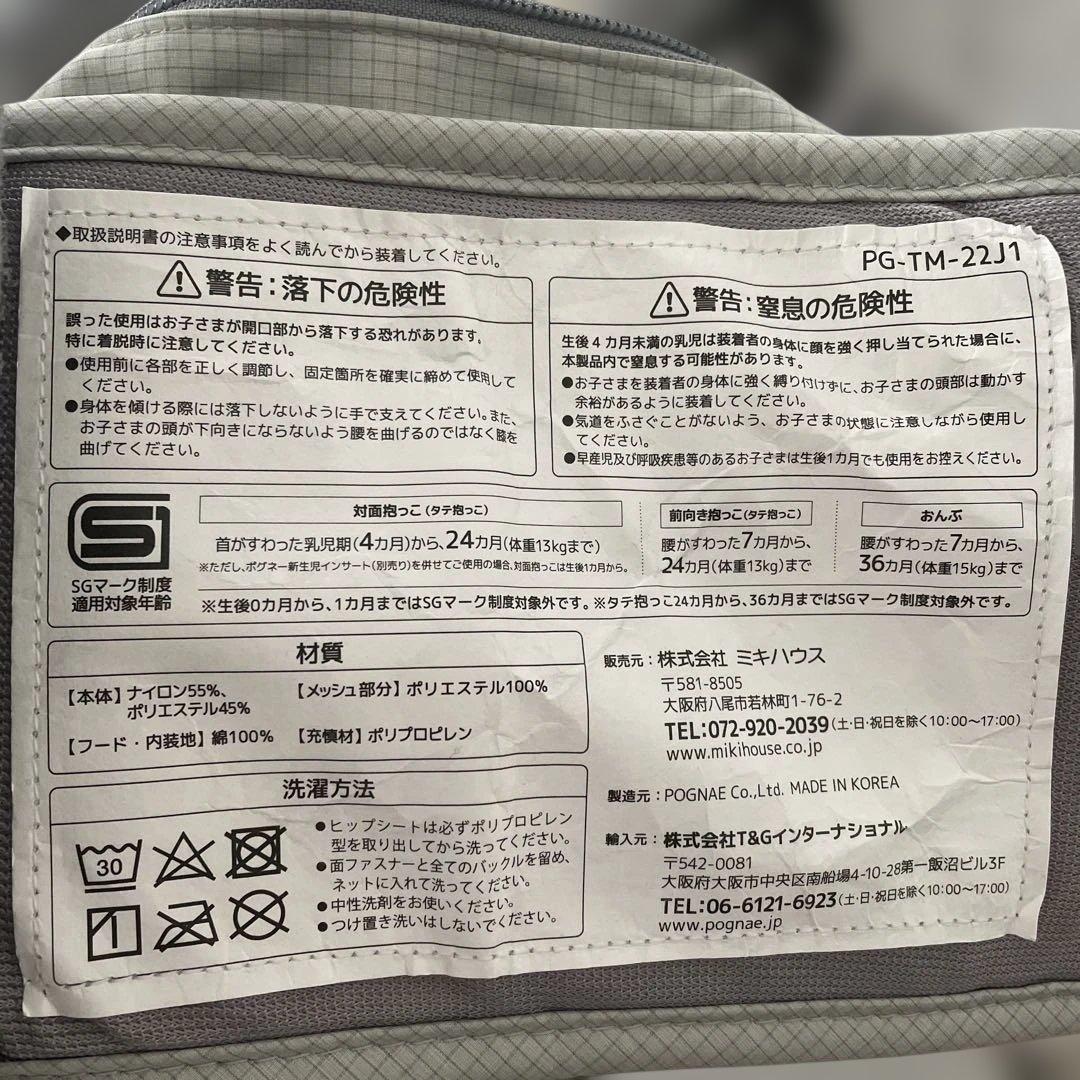 ◆取扱説明書の注意事項をよく読んでから装着してください。
PG-TM-22J1
警告:落下の危険性
誤った使用はお子さまが開口部から落下する恐れがあります。
特に着脱時に注意してください。
●使用前に各部を正しく調節し、固定箇所を確実に締めて使用して
ください。
●身体を傾ける際には落下しないように手で支えてください。また、
お子さまの頭が下向きにならないよう腰を曲げるのではなく膝を
曲げてください。
警告:窒息の危険性
生後4カ月未満の乳児は装着者の身体に顔を強く押し当てられた場合に、
本製品内で窒息する可能性があります。
●お子さまを装着者の身体に強く縛り付けずに、お子さまの頭部は動かす
余裕があるように装着してください。
●気道をふさぐことがないよう、お子さまの状態に注意しながら使用し
てください。
●早産児及び呼吸疾患等のあるお子さまは生後1カ月でも使用をお控えください。
SGマーク制度
適用対象年齢
対面抱っこ(タテ抱っこ)
首がすわった乳児期(4カ月)から、24カ月(体重13kgまで)
※ただし、ポグネー新生児インサート(別売り)を併せてご使用の場合、対面抱っこは生後1カ月から。
前向き抱っこ(タテ抱っこ)
腰がすわった7カ月から、
24カ月(体重13kg)まで
おんぶ
腰がすわった7カ月から、
36カ月(体重15kg)まで
※生後0カ月から、1カ月まではSGマーク制度対象外です。※タテ抱っこ24カ月から、36カ月まではSGマーク制度対象外です。
材質
【本体】ナイロン55%、
ポリエステル45%
【メッシュ部分】ポリエステル100%
【フード・内装地】綿100%
【充慎材】ポリプロピレン
洗濯方法
30
●ヒップシートは必ずポリプロピレン
型を取り出してから洗ってください。
●面ファスナーと全てのバックルを留め、
ネットに入れて洗ってください。
●中性洗剤をお使いください。
●つけ置き洗いはしないでください。
販売元:株式会社 ミキハウス
〒581-8505
大阪府八尾市若林町1-76-2
TEL:072-920-2039(土・日・祝日を除く10:00〜17:00)
www.mikihouse.co.jp
製造元:POGNAE Co.,Ltd. MADE IN KOREA
輸入元:株式会社T&Gインターナショナル
〒542-0081
大阪府大阪市中央区南船場4-10-28第一飯沼ビル3F
TEL:06-6121-6923(土・日・祝日を除く10:00〜17:00)
www.pognae.jp